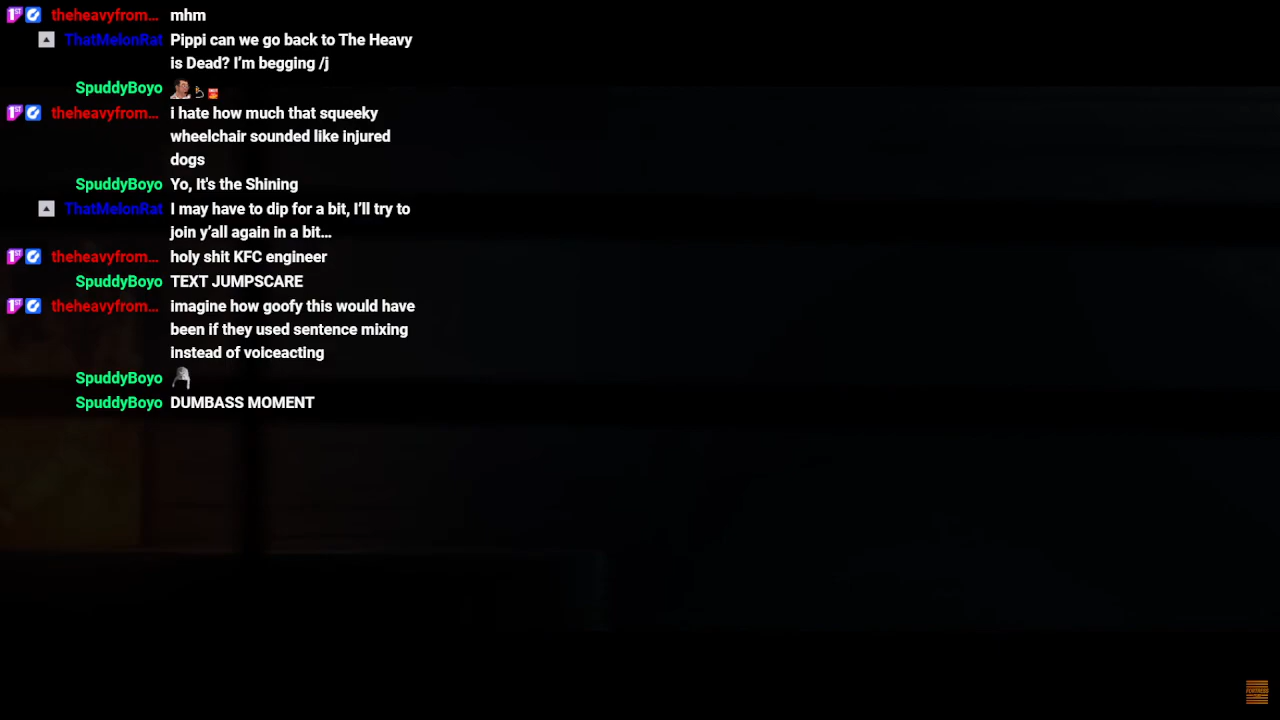 theheavyfrom... mhm
ThatMelonRat Pippi can we go back to The Heavy
is Dead? I’m begging /j
SpuddyBoyo
theheavyfrom... i hate how much that squeeky
wheelchair sounded like injured
dogs
SpuddyBoyo Yo, It's the Shining
ThatMelonRat I may have to dip for a bit, I’ll try to
join y’all again in a bit...
theheavyfrom... holy shit KFC engineer
SpuddyBoyo TEXT JUMPSCARE
theheavyfrom... imagine how goofy this would have
been if they used sentence mixing
instead of voiceacting
SpuddyBoyo
SpuddyBoyo DUMBASS MOMENT
FORTRESS